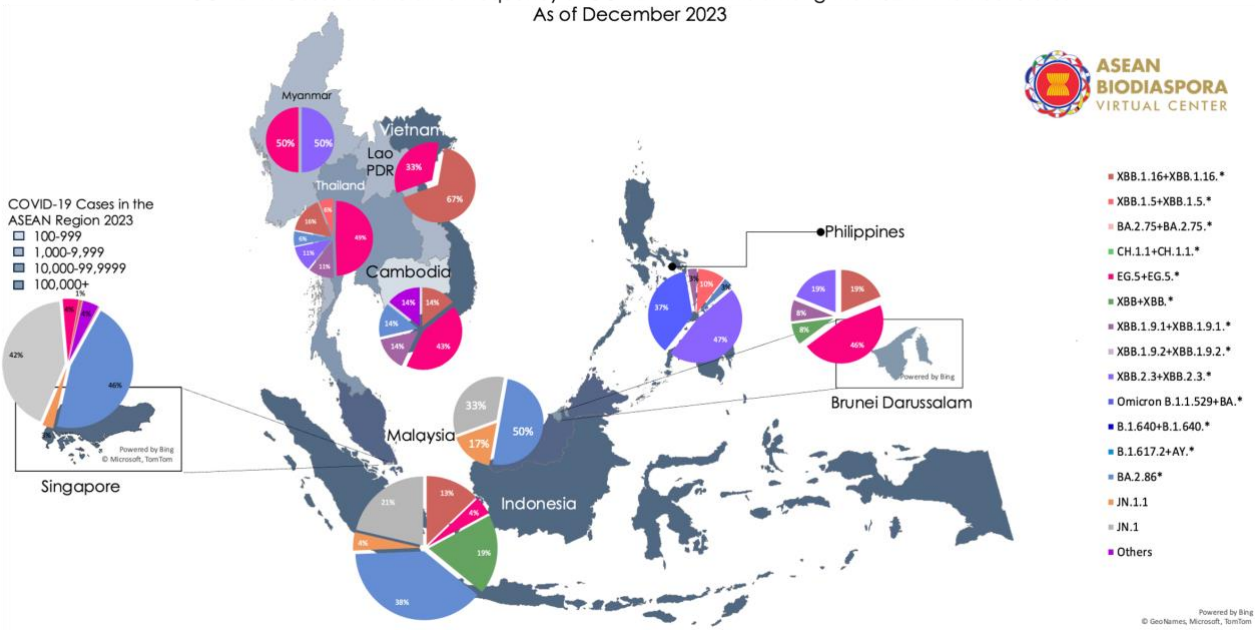 As of December 2023
ASEAN
BIODIASPORA
VIRTUAL CENTER
Myanmar
50%
50%
Vietnam
Lao
PDR
33%
67%
Thailand
6%
16%
6%
11%
11%
49%
COVID-19 Cases in the
ASEAN Region 2023
100-999
1,000-9,999
10,000-99,9999
100,000+
1%
42%
46%
Powered by Bing
© Microsoft, TomTom
Singapore
Cambodia
14%
14%
14%
14%
43%
Philippines
3%
10%
37%
47%
19%
19%
8%
8%
46%
Powered by Bing
Brunei Darussalam
Malaysia
33%
17%
50%
Indonesia
21%
13%
4%
4%
19%
38%
XBB.1.16+XBB.1.16.*
XBB.1.5+XBB.1.5.*
BA.2.75+BA.2.75.*
CH.1.1+CH.1.1.*
EG.5+EG.5.*
XBB+XBB.*
XBB.1.9.1+XBB.1.9.1.*
XBB.1.9.2+XBB.1.9.2.*
XBB.2.3+XBB.2.3.*
Omicron B.1.1.529+BA.*
B.1.640+B.1.640.*
B.1.617.2+AY.*
BA.2.86*
JN.1.1
JN.1
Others
Powered by Bing
© GeoNames, Microsoft, TomTom